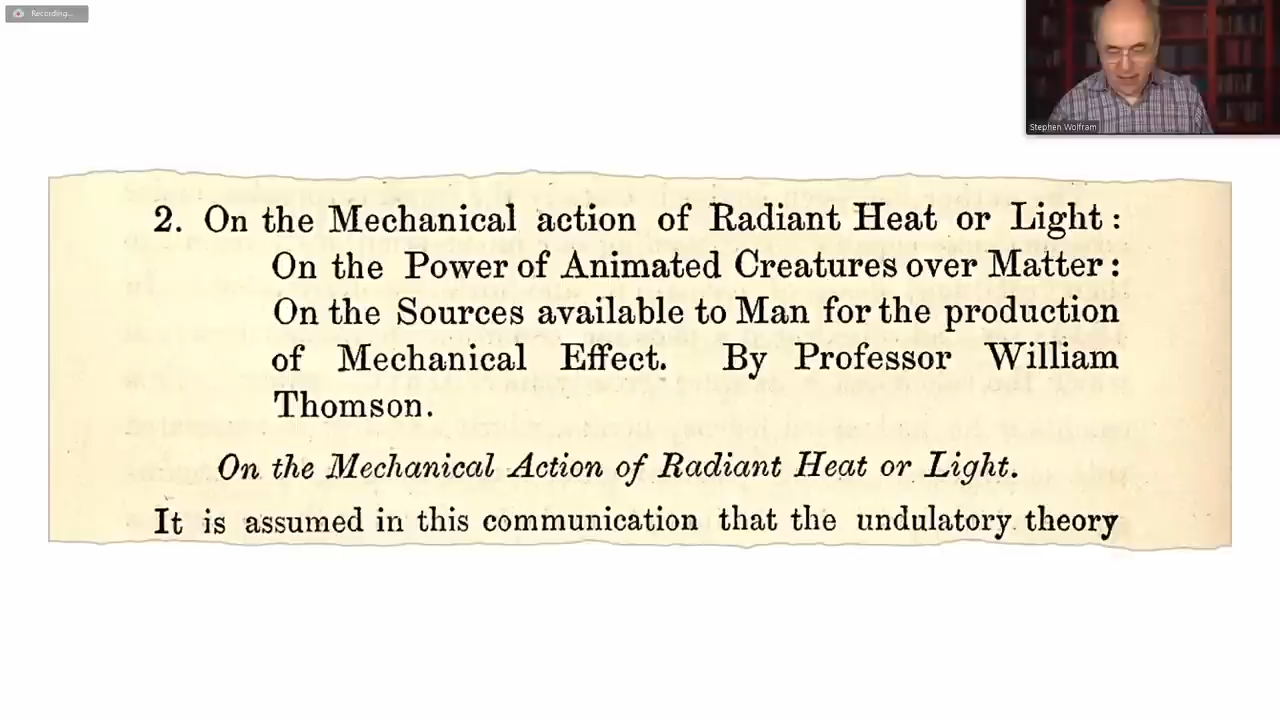 Recording...
Stephen Wolfram
2. On the Mechanical action of Radiant Heat or Light :
On the Power of Animated Creatures over Matter :
On the Sources available to Man for the production
of Mechanical Effect. By Professor William
Thomson.
On the Mechanical Action of Radiant Heat or Light.
It is assumed in this communication that the undulatory theory